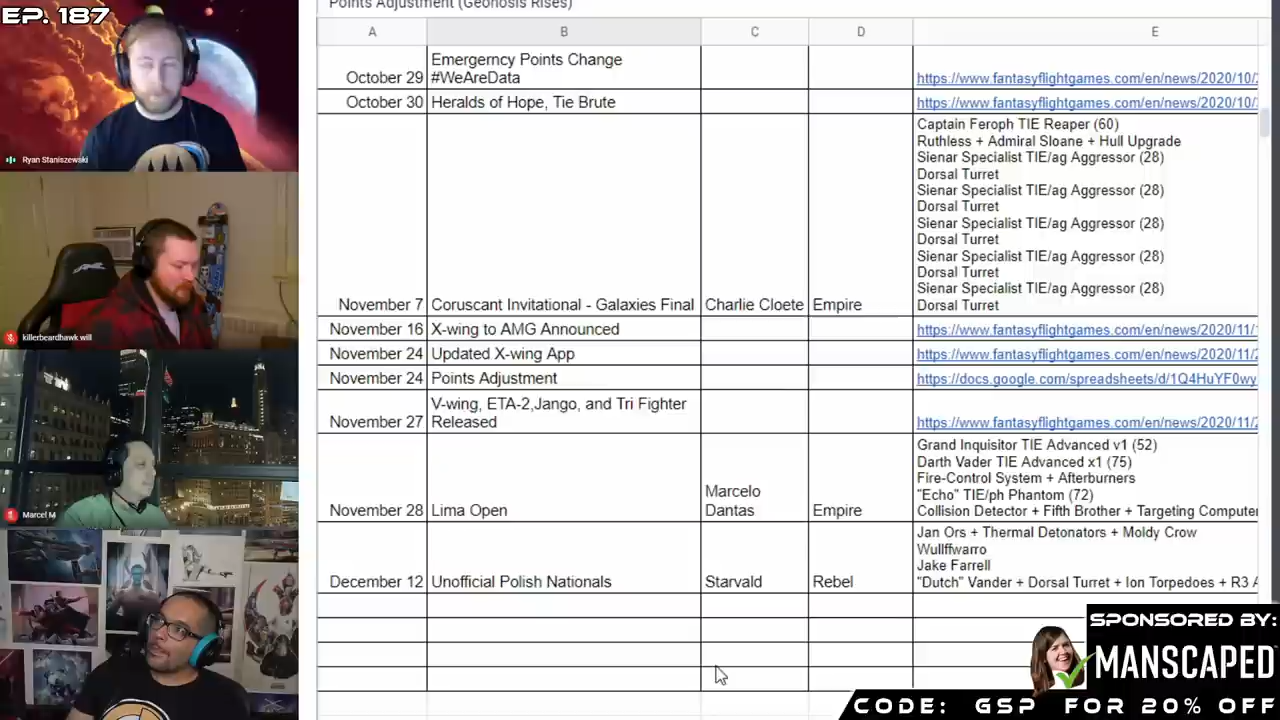 EP. 187
Ryan Staniszewski
killerbeardhawk will
Marcel M
Points Adjustment (Geonosis Rises)
A B C D E
October 29 Emergerncy Points Change #WeAreData https://www.fantasyflightgames.com/en/news/2020/10/
October 30 Heralds of Hope, Tie Brute https://www.fantasyflightgames.com/en/news/2020/10/
Captain Feroph TIE Reaper (60)
Ruthless + Admiral Sloane + Hull Upgrade
Sienar Specialist TIE/ag Aggressor (28)
Dorsal Turret
Sienar Specialist TIE/ag Aggressor (28)
Dorsal Turret
Sienar Specialist TIE/ag Aggressor (28)
Dorsal Turret
Sienar Specialist TIE/ag Aggressor (28)
Dorsal Turret
Sienar Specialist TIE/ag Aggressor (28)
November 7 Coruscant Invitational - Galaxies Final Charlie Cloete Empire Dorsal Turret
November 16 X-wing to AMG Announced https://www.fantasyflightgames.com/en/news/2020/11/
November 24 Updated X-wing App https://www.fantasyflightgames.com/en/news/2020/11/2
November 24 Points Adjustment https://docs.google.com/spreadsheets/d/1Q4HuYF0wy
November 27 V-wing, ETA-2,Jango, and Tri Fighter Released https://www.fantasyflightgames.com/en/news/2020/11/2
Grand Inquisitor TIE Advanced v1 (52)
Darth Vader TIE Advanced x1 (75)
Fire-Control System + Afterburners
"Echo" TIE/ph Phantom (72)
November 28 Lima Open Marcelo Dantas Empire Collision Detector + Fifth Brother + Targeting Computer
Jan Ors + Thermal Detonators + Moldy Crow
Wullffwarro
Jake Farrell
December 12 Unofficial Polish Nationals Starvald Rebel "Dutch" Vander + Dorsal Turret + Ion Torpedoes + R3 A
SPONSORED BY:
MANSCAPED
CODE: GSP FOR 20% OFF